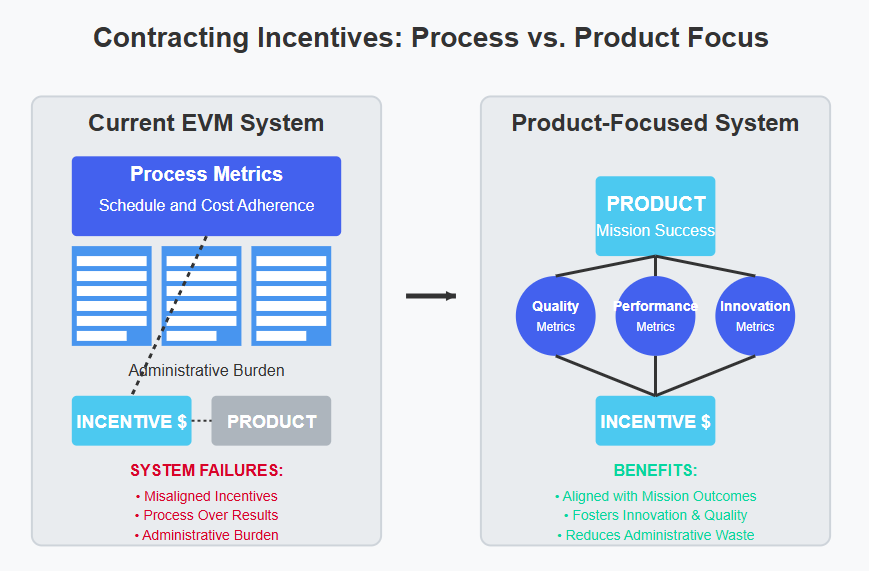 Contracting Incentives: Process vs. Product Focus
Current EVM System
Process Metrics
Schedule and Cost Adherence
Administrative Burden
INCENTIVE $
PRODUCT
SYSTEM FAILURES:
• Misaligned Incentives
• Process Over Results
• Administrative Burden
Product-Focused System
PRODUCT
Mission Success
Quality
Metrics
Performance
Metrics
Innovation
Metrics
INCENTIVE $
BENEFITS:
• Aligned with Mission Outcomes
• Fosters Innovation & Quality
• Reduces Administrative Waste